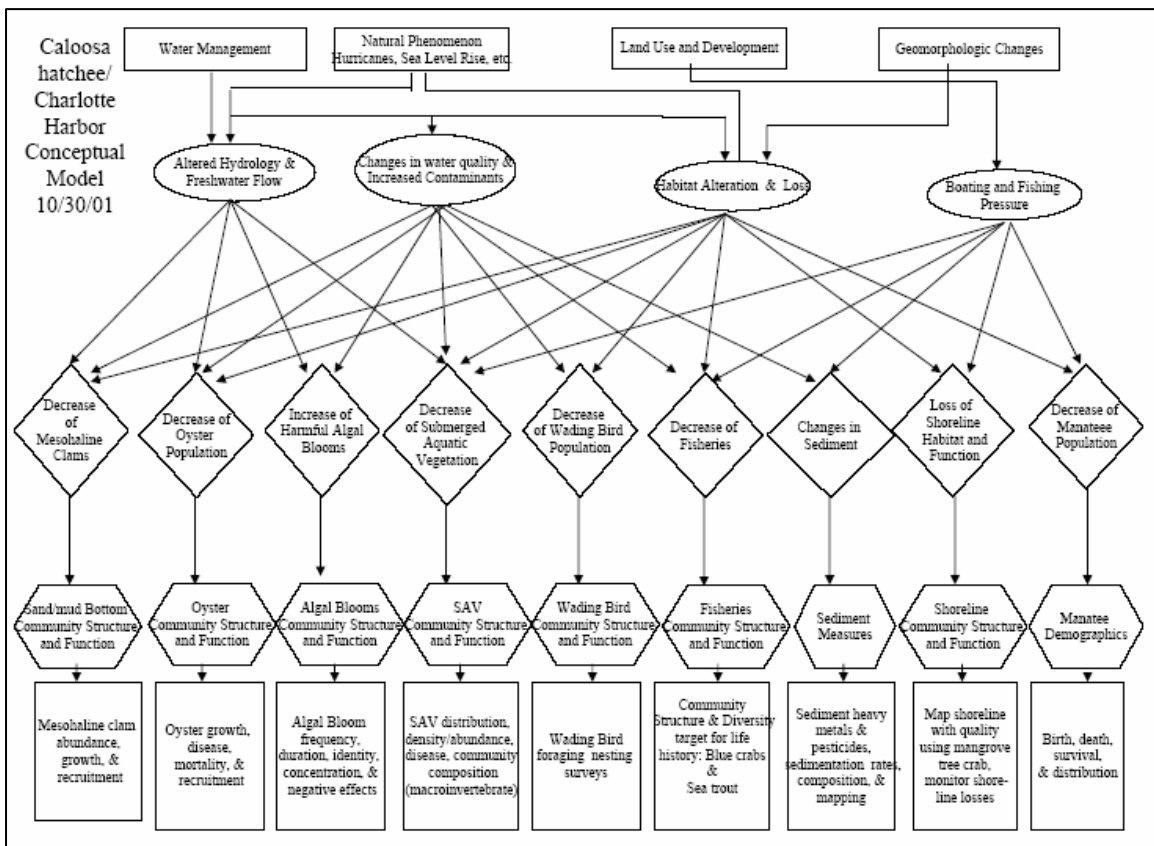 Caloosa
hatchee/
Charlotte
Harbor
Conceptual
Model
10/30/01
Water Management
Natural Phenomenon
Hurricanes, Sea Level Rise, etc.
Land Use and Development
Geomorphologic Changes
Altered Hydrology &
Freshwater Flow
Changes in water quality &
Increased Contaminants
Habitat Alteration & Loss
Boating and Fishing
Pressure
Decrease
of
Mesohaline
Clams
Decrease of
Oyster
Population
Increase of
Harmful Algal
Blooms
Decrease
of Submerged
Aquatic
Vegetation
Decrease
of Wading Bird
Population
Decrease of
Fisheries
Changes in
Sediment
Loss of
Shoreline
Habitat and
Function
Decrease of
Manateee
Population
Sand/mud Bottom
Community Structure
and Function
Oyster
Community Structure
and Function
Algal Blooms
Community Structure
and Function
SAV
Community Structure
and Function
Wading Bird
Community Structure
and Function
Fisheries
Community Structure
and Function
Sediment
Measures
Shoreline
Community Structure
and Function
Manatee
Demographics
Mesohaline clam
abundance,
growth, &
recruitment
Oyster growth,
disease,
mortality, &
recruitment
Algal Bloom
frequency,
duration, identity,
concentration, &
negative effects
SAV distribution,
density/abundance,
disease, community
composition
(macroinvertebrate)
Wading Bird
foraging nesting
surveys
Community
Structure & Diversity
target for life
history: Blue crabs
&
Sea trout
Sediment heavy
metals &
pesticides,
sedimentation rates,
composition, &
mapping
Map shoreline
with quality
using mangrove
tree crab,
monitor shore-
line losses
Birth, death,
survival,
& distribution